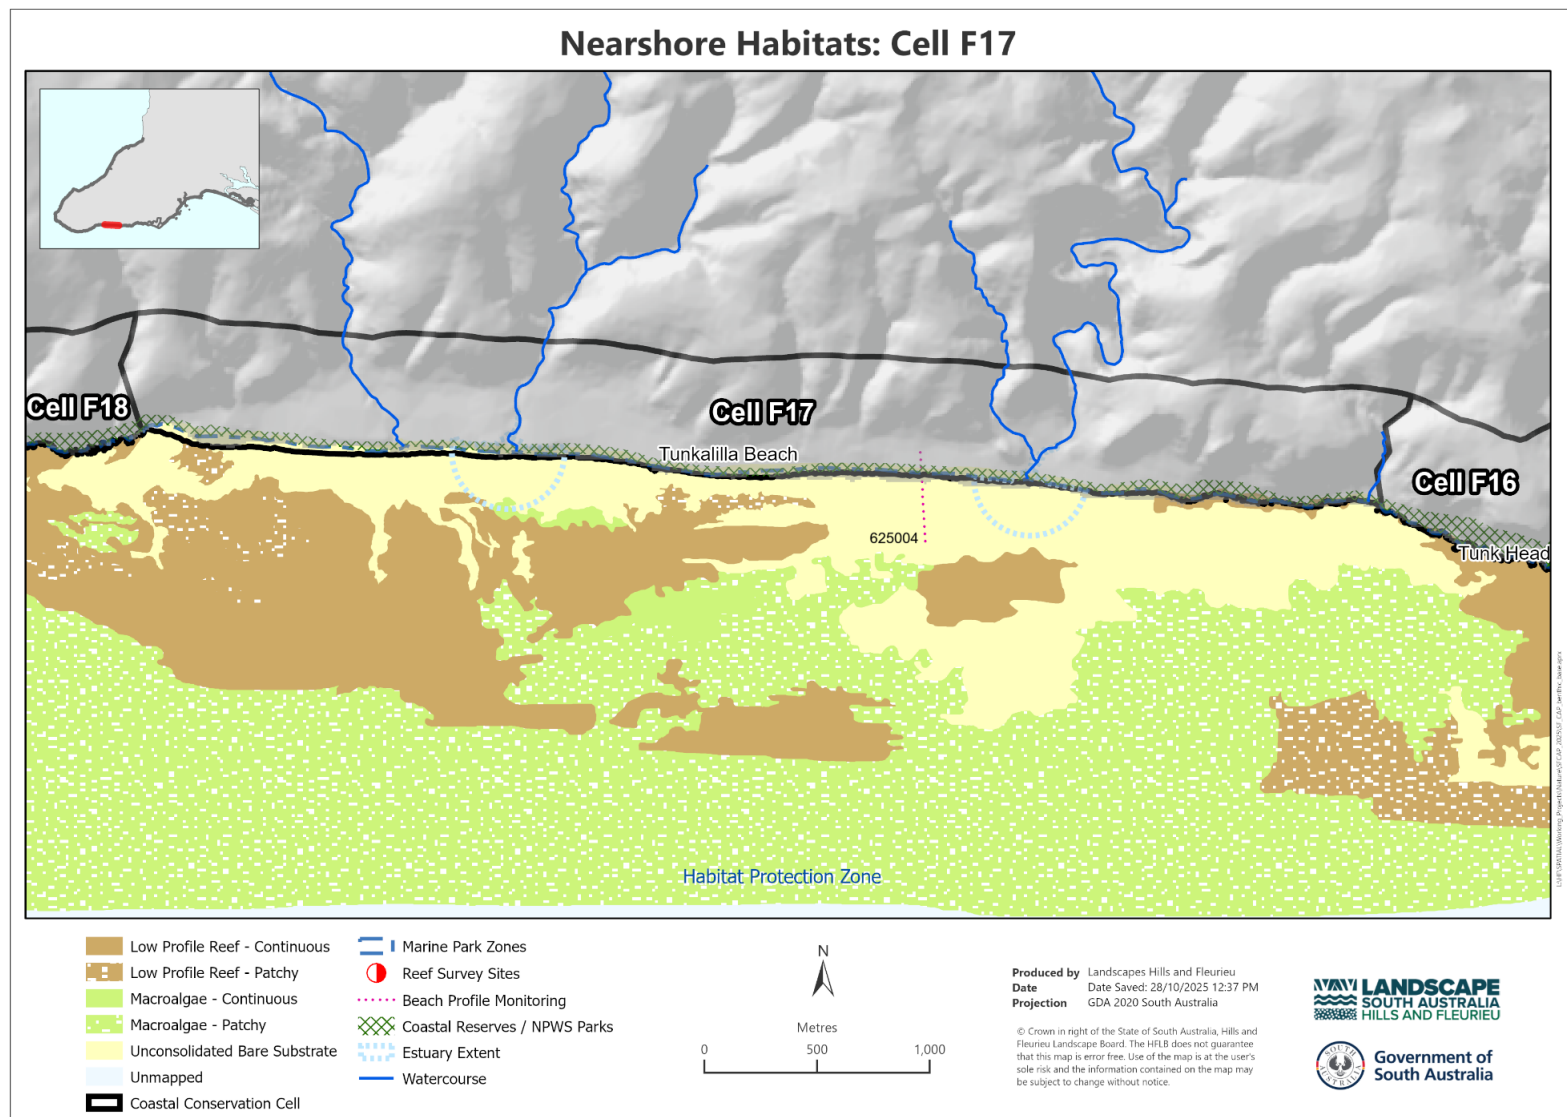 Nearshore Habitats: Cell F17
Cell F18
Cell F17
Tunkalilla Beach
Cell F16
625004
Tunk Head
Habitat Protection Zone
Low Profile Reef - Continuous
Low Profile Reef - Patchy
Macroalgae - Continuous
Macroalgae - Patchy
Unconsolidated Bare Substrate
Unmapped
Coastal Conservation Cell
Marine Park Zones
Reef Survey Sites
Beach Profile Monitoring
Coastal Reserves / NPWS Parks
Estuary Extent
Watercourse
N
Metres
0 500 1,000
Produced by Landscapes Hills and Fleurieu
Date Date Saved: 28/10/2025 12:37 PM
Projection GDA 2020 South Australia
© Crown in right of the State of South Australia, Hills and
Fleurieu Landscape Board. The HFLB does not guarantee
that this map is error free. Use of the map is at the user's
sole risk and the information contained on the map may
be subject to change without notice.
LANDSCAPE
SOUTH AUSTRALIA
HILLS AND FLEURIEU
SOUTH
AUSTRALIA
Government of
South Australia